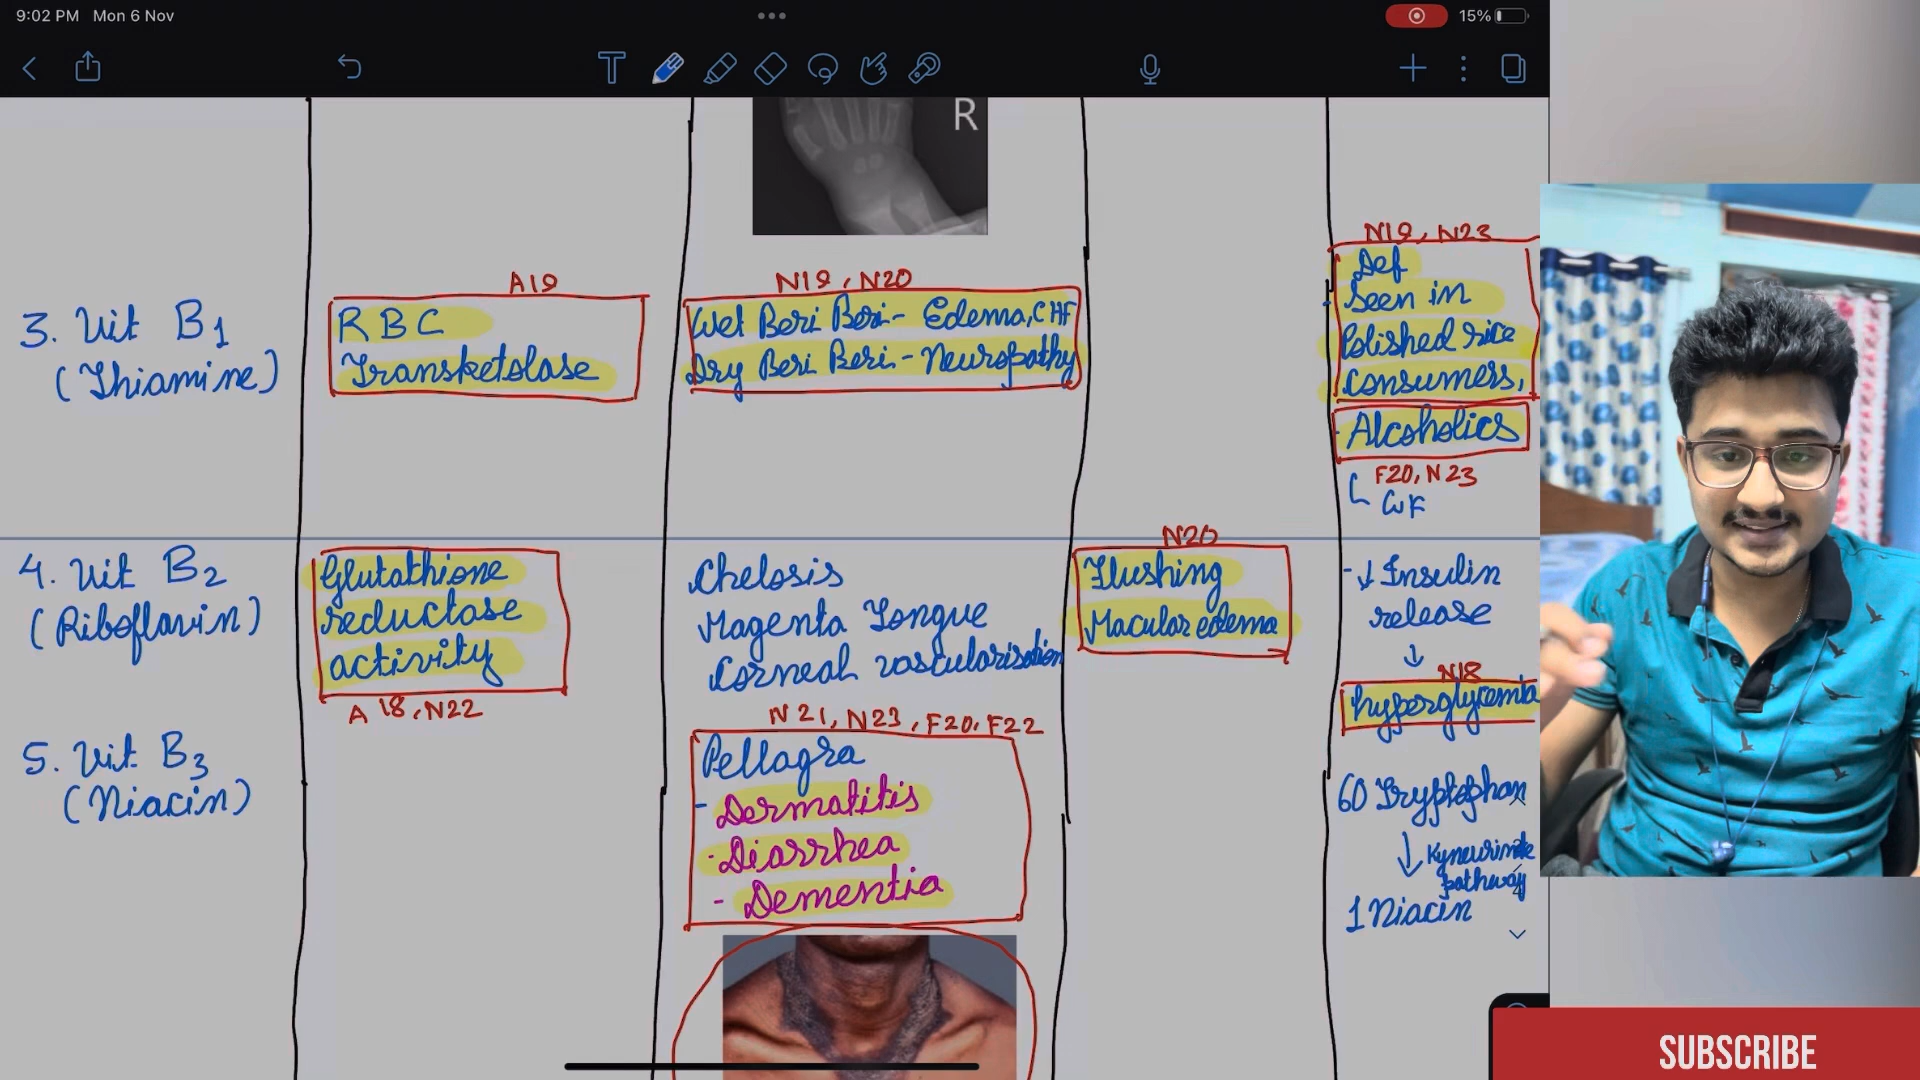 9:02 PM Mon 6 Nov
15%
R
3. Vit B1
(Thiamine)
A19
RBC
Transketolase
N19, N20
Wet Beri Beri- Edema, CHF
Dry Beri Beri- Neuropathy
N19, N23
Def
- Seen in
Polished rice
consumers,
- Alcoholics
F20, N23
4. Vit B2
(Riboflavin)
Glutathione
reductase
activity
A 18, N22
Chelosis
Magenta Tongue
Corneal vascularisation
N20
Flushing
Macular edema
- ↓ Insulin
release
↓
N18
hyperglycemia
5. Vit B3
(Niacin)
N 21, N23, F20, F22
Pellagra
- Dermatitis
- Diarrhea
- Dementia
60 Tryptophan
↓ Kyneurinate
pathway
1 Niacin
SUBSCRIBE